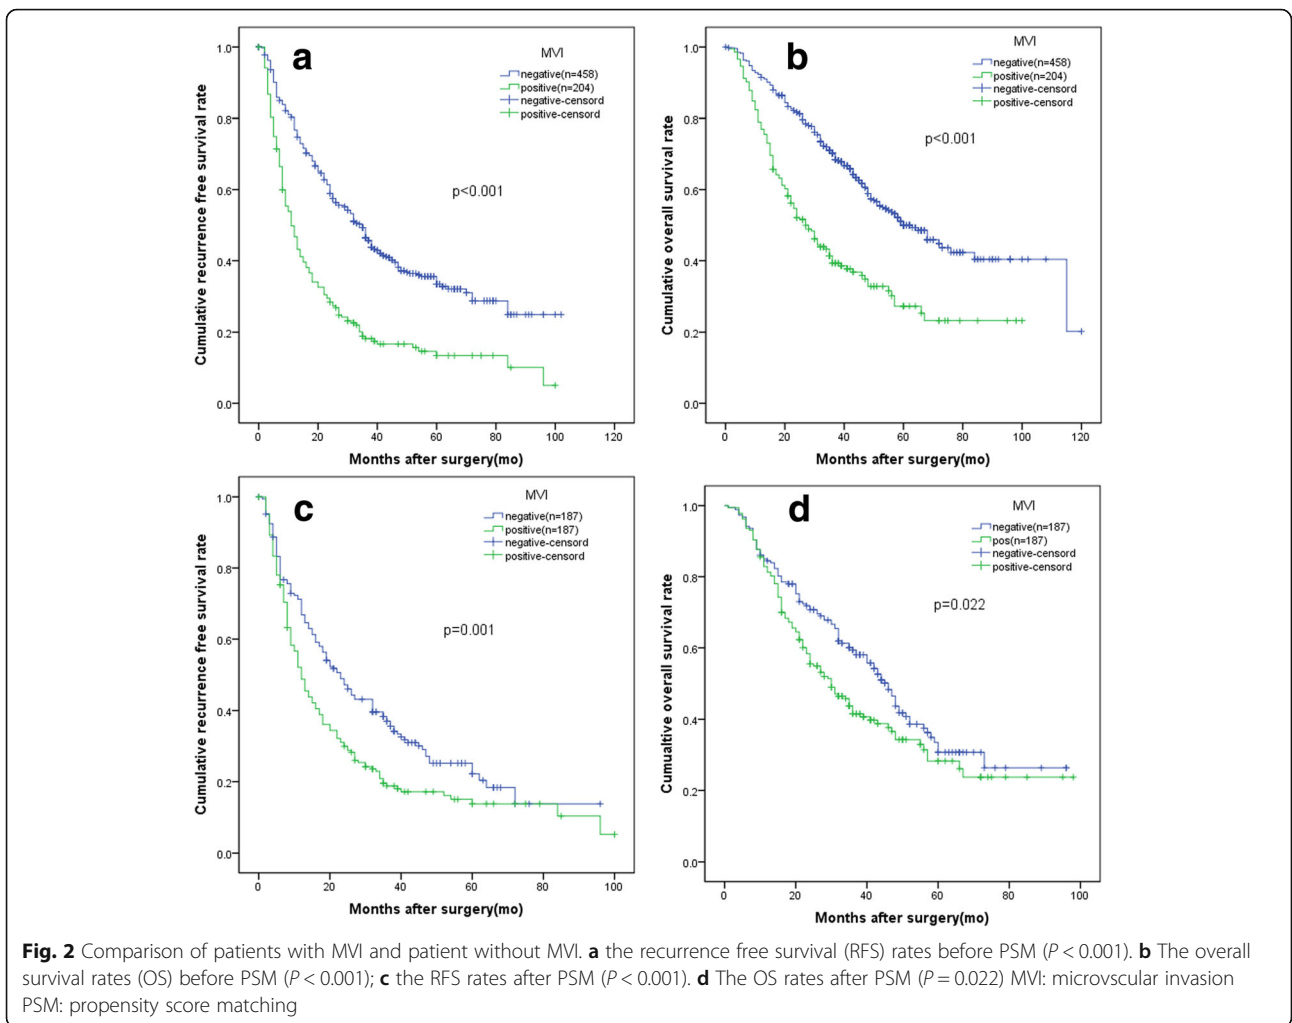 a
MVI
negative(n=458)
positive(n=204)
negative-censord
positive-censord
p<0.001
Cumulative recurrence free survival rate
1.0
0.8
0.6
0.4
0.2
0.0
0 20 40 60 80 100 120
Months after surgery(mo)
b
MVI
negative(n=458)
positive(n=204)
negative-censord
positive-censord
p<0.001
Cumulative overall survival rate
1.0
0.8
0.6
0.4
0.2
0.0
0 20 40 60 80 100 120
Months after surgery(mo)
c
MVI
negative(n=187)
positive(n=187)
negative-censord
positive-censord
p=0.001
Cumulative recurrence free survival rate
1.0
0.8
0.6
0.4
0.2
0.0
0 20 40 60 80 100
Months after surgery(mo)
d
MVI
negative(n=187)
pos(n=187)
negative-censord
positive-censord
p=0.022
Cumualtive overall survival rate
1.0
0.8
0.6
0.4
0.2
0.0
0 20 40 60 80 100
Months after surgery(mo)
Fig. 2 Comparison of patients with MVI and patient without MVI. a the recurrence free survival (RFS) rates before PSM (P < 0.001). b The overall
survival rates (OS) before PSM (P < 0.001); c the RFS rates after PSM (P < 0.001). d The OS rates after PSM (P = 0.022) MVI: microvscular invasion
PSM: propensity score matching